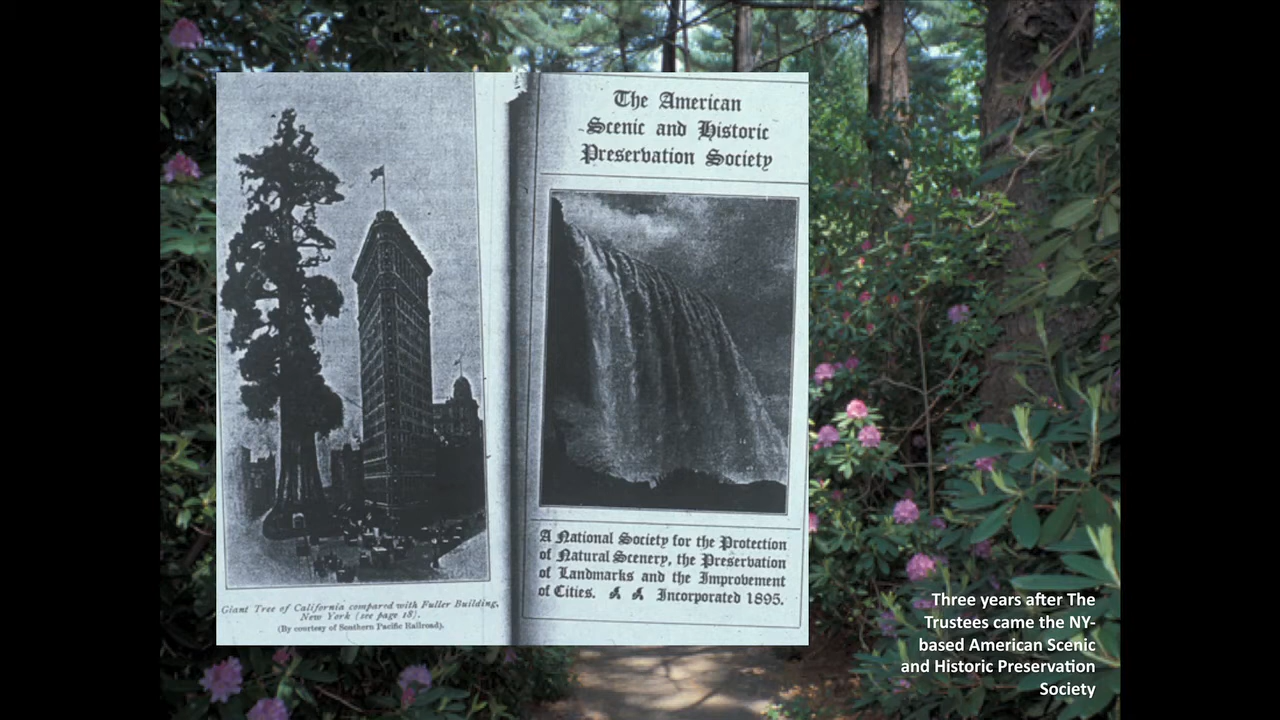 Giant Tree of California compared with Fuller Building,
New York (see page 18).
(By courtesy of Southern Pacific Railroad).
The American
Scenic and Historic
Preservation Society
A National Society for the Protection
of Natural Scenery, the Preservation
of Landmarks and the Improvement
of Cities. Incorporated 1895.
Three years after The
Trustees came the NY-
based American Scenic
and Historic Preservation
Society